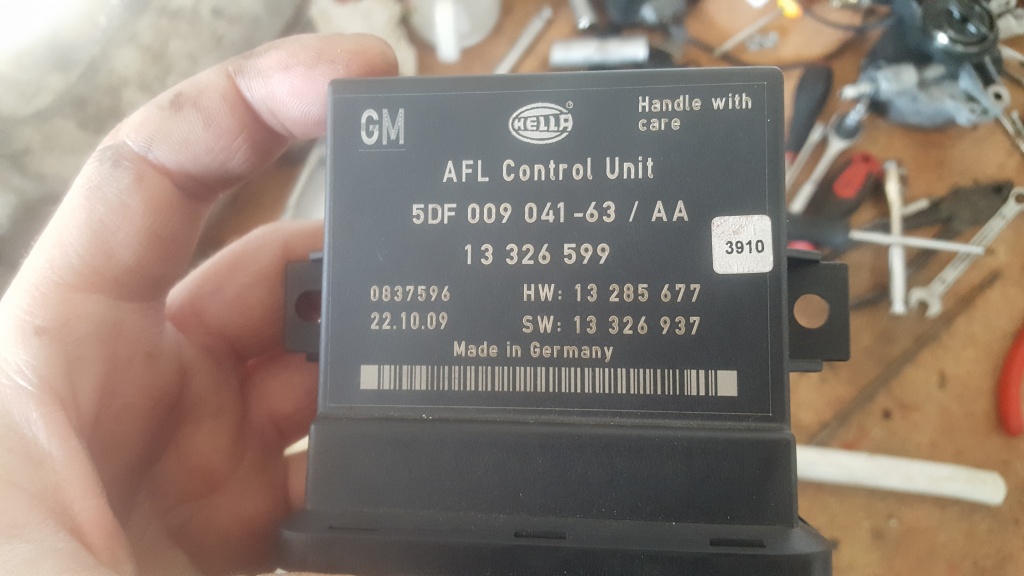 GM
HELLA
Handle with
care
AFL Control Unit
5DF 009 041-63 / AA
13 326 599
3910
0837596
HW: 13 285 677
22.10.09
SW: 13 326 937
Made in Germany